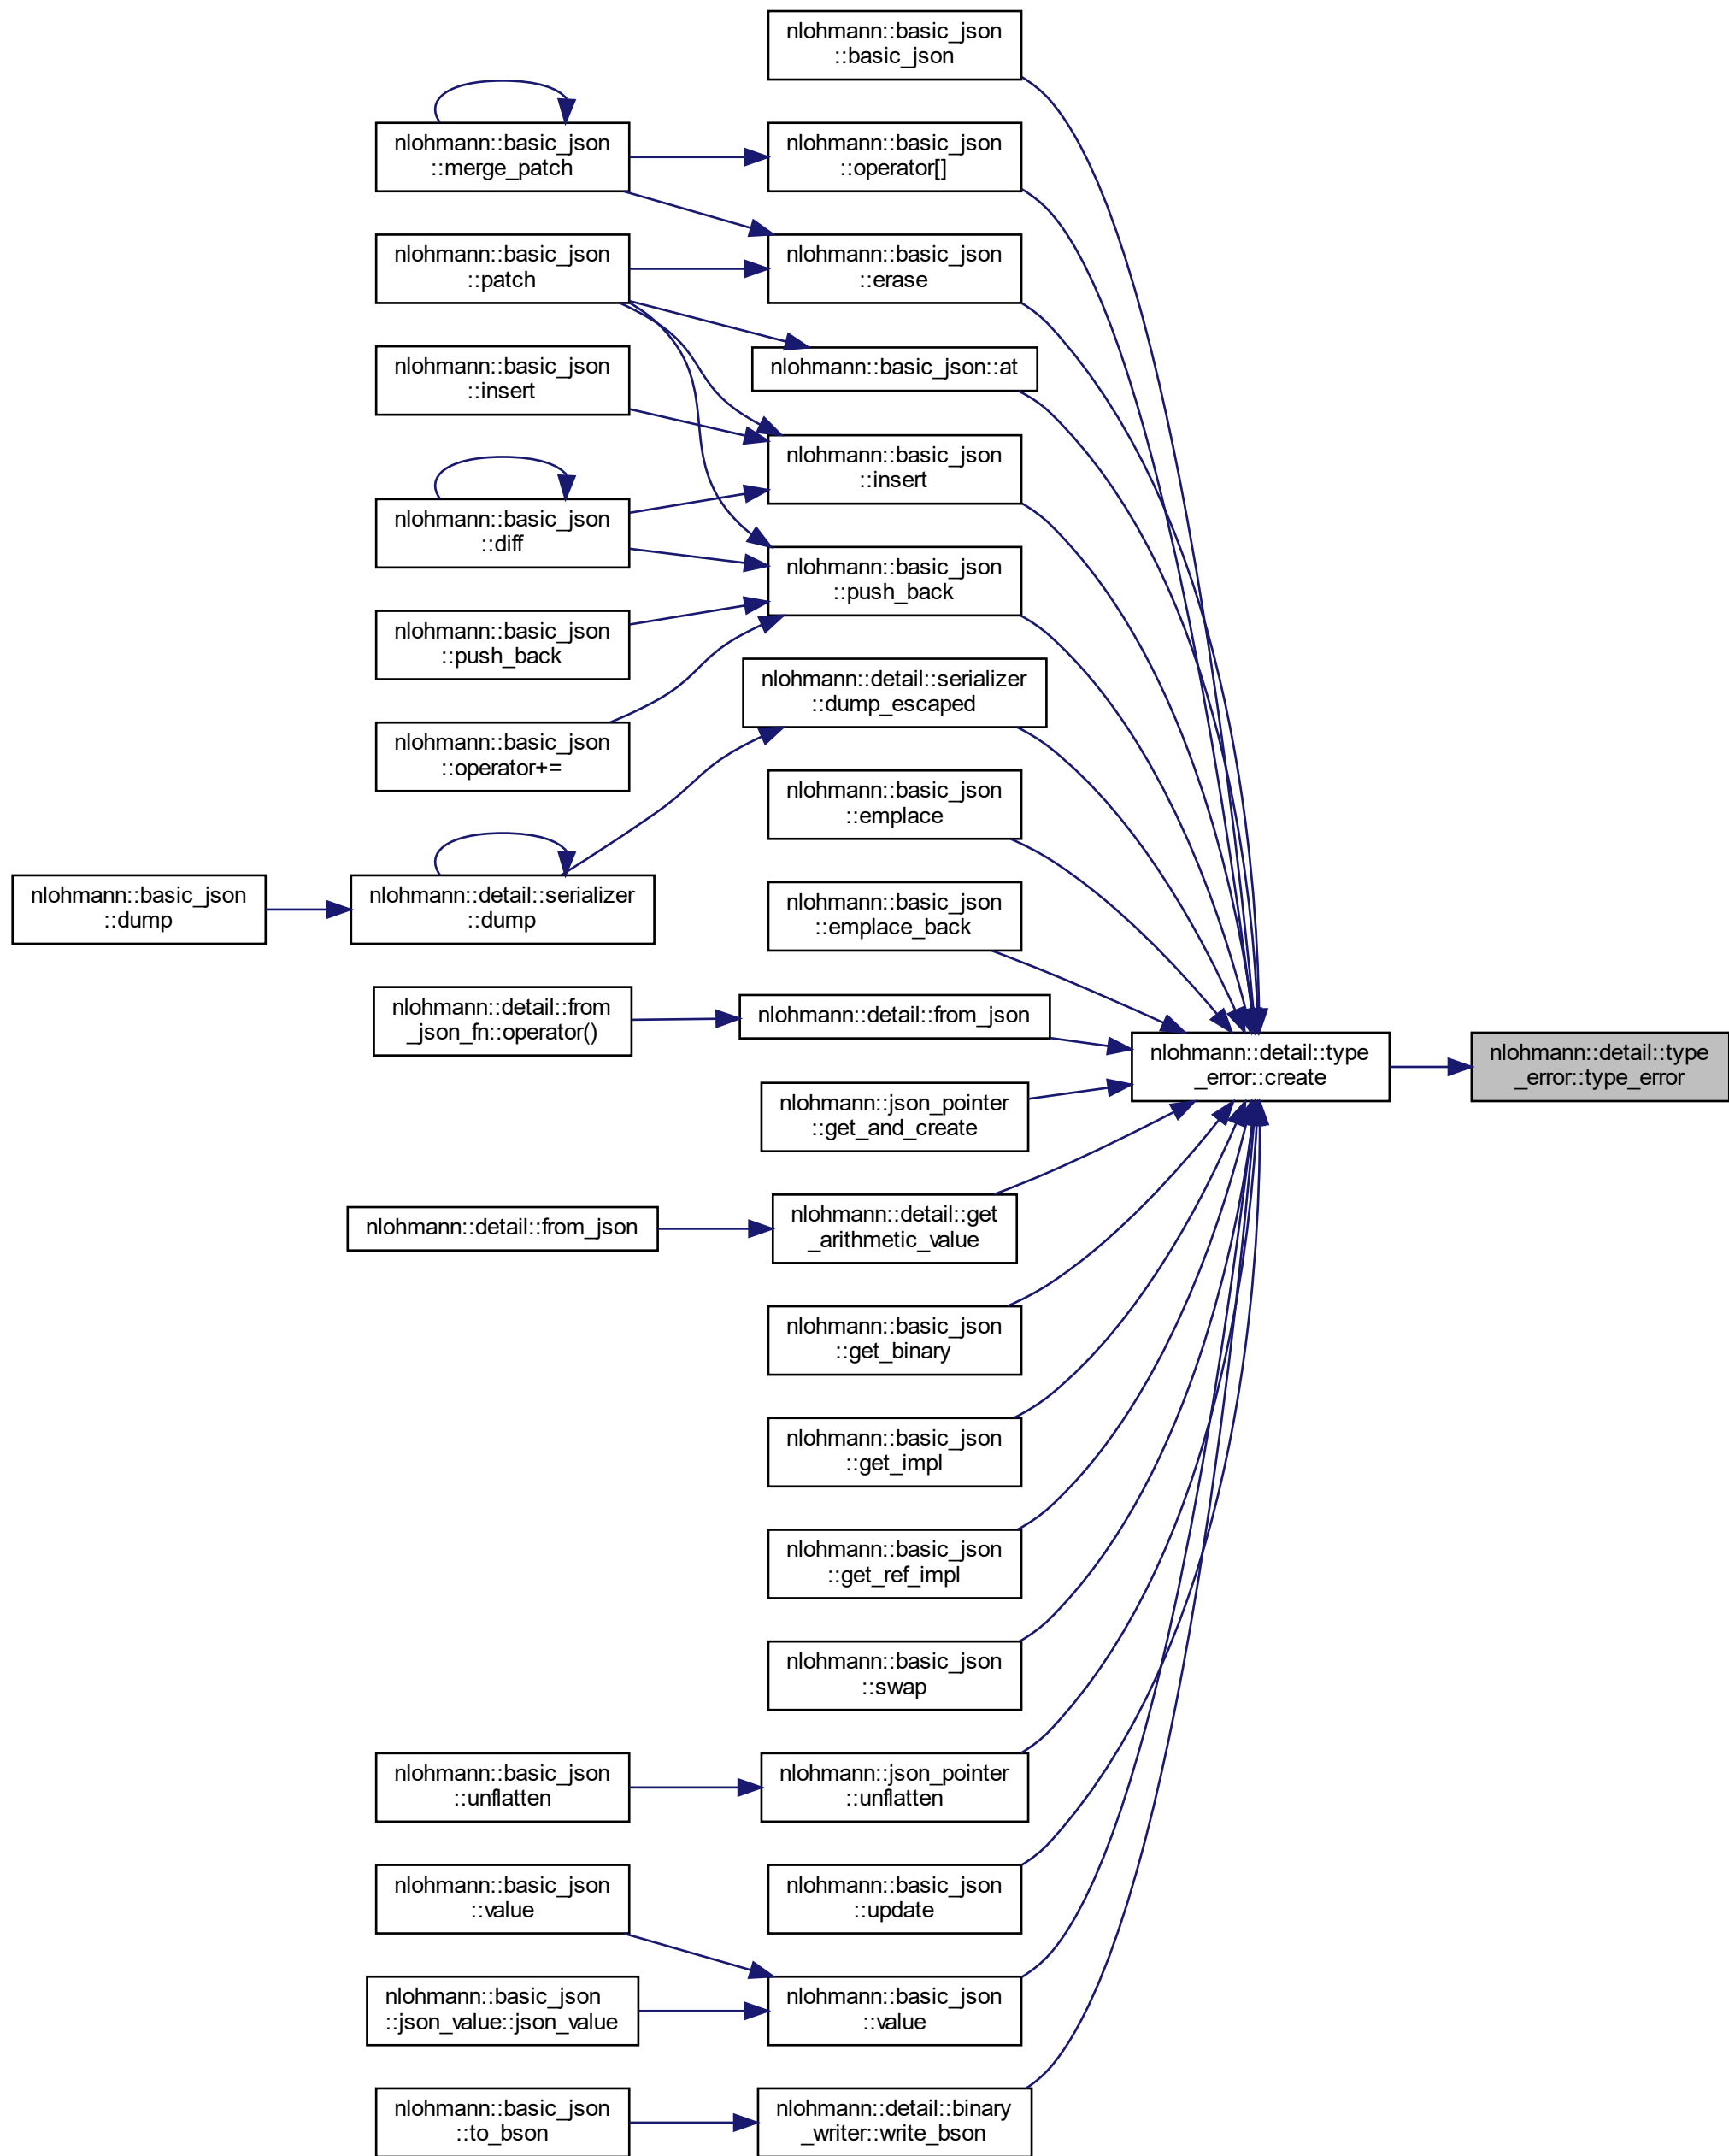 nlohmann::basic_json
::basic_json
nlohmann::basic_json
::merge_patch
nlohmann::basic_json
::operator[]
nlohmann::basic_json
::patch
nlohmann::basic_json
::erase
nlohmann::basic_json::at
nlohmann::basic_json
::insert
nlohmann::basic_json
::insert
nlohmann::basic_json
::diff
nlohmann::basic_json
::push_back
nlohmann::basic_json
::push_back
nlohmann::detail::serializer
::dump_escaped
nlohmann::basic_json
::operator+=
nlohmann::basic_json
::emplace
nlohmann::basic_json
::dump
nlohmann::detail::serializer
::dump
nlohmann::basic_json
::emplace_back
nlohmann::detail::from
_json_fn::operator()
nlohmann::detail::from_json
nlohmann::detail::type
_error::create
nlohmann::detail::type
_error::type_error
nlohmann::json_pointer
::get_and_create
nlohmann::detail::from_json
nlohmann::detail::get
_arithmetic_value
nlohmann::basic_json
::get_binary
nlohmann::basic_json
::get_impl
nlohmann::basic_json
::get_ref_impl
nlohmann::basic_json
::swap
nlohmann::basic_json
::unflatten
nlohmann::json_pointer
::unflatten
nlohmann::basic_json
::value
nlohmann::basic_json
::update
nlohmann::basic_json
::json_value::json_value
nlohmann::basic_json
::value
nlohmann::basic_json
::to_bson
nlohmann::detail::binary
_writer::write_bson